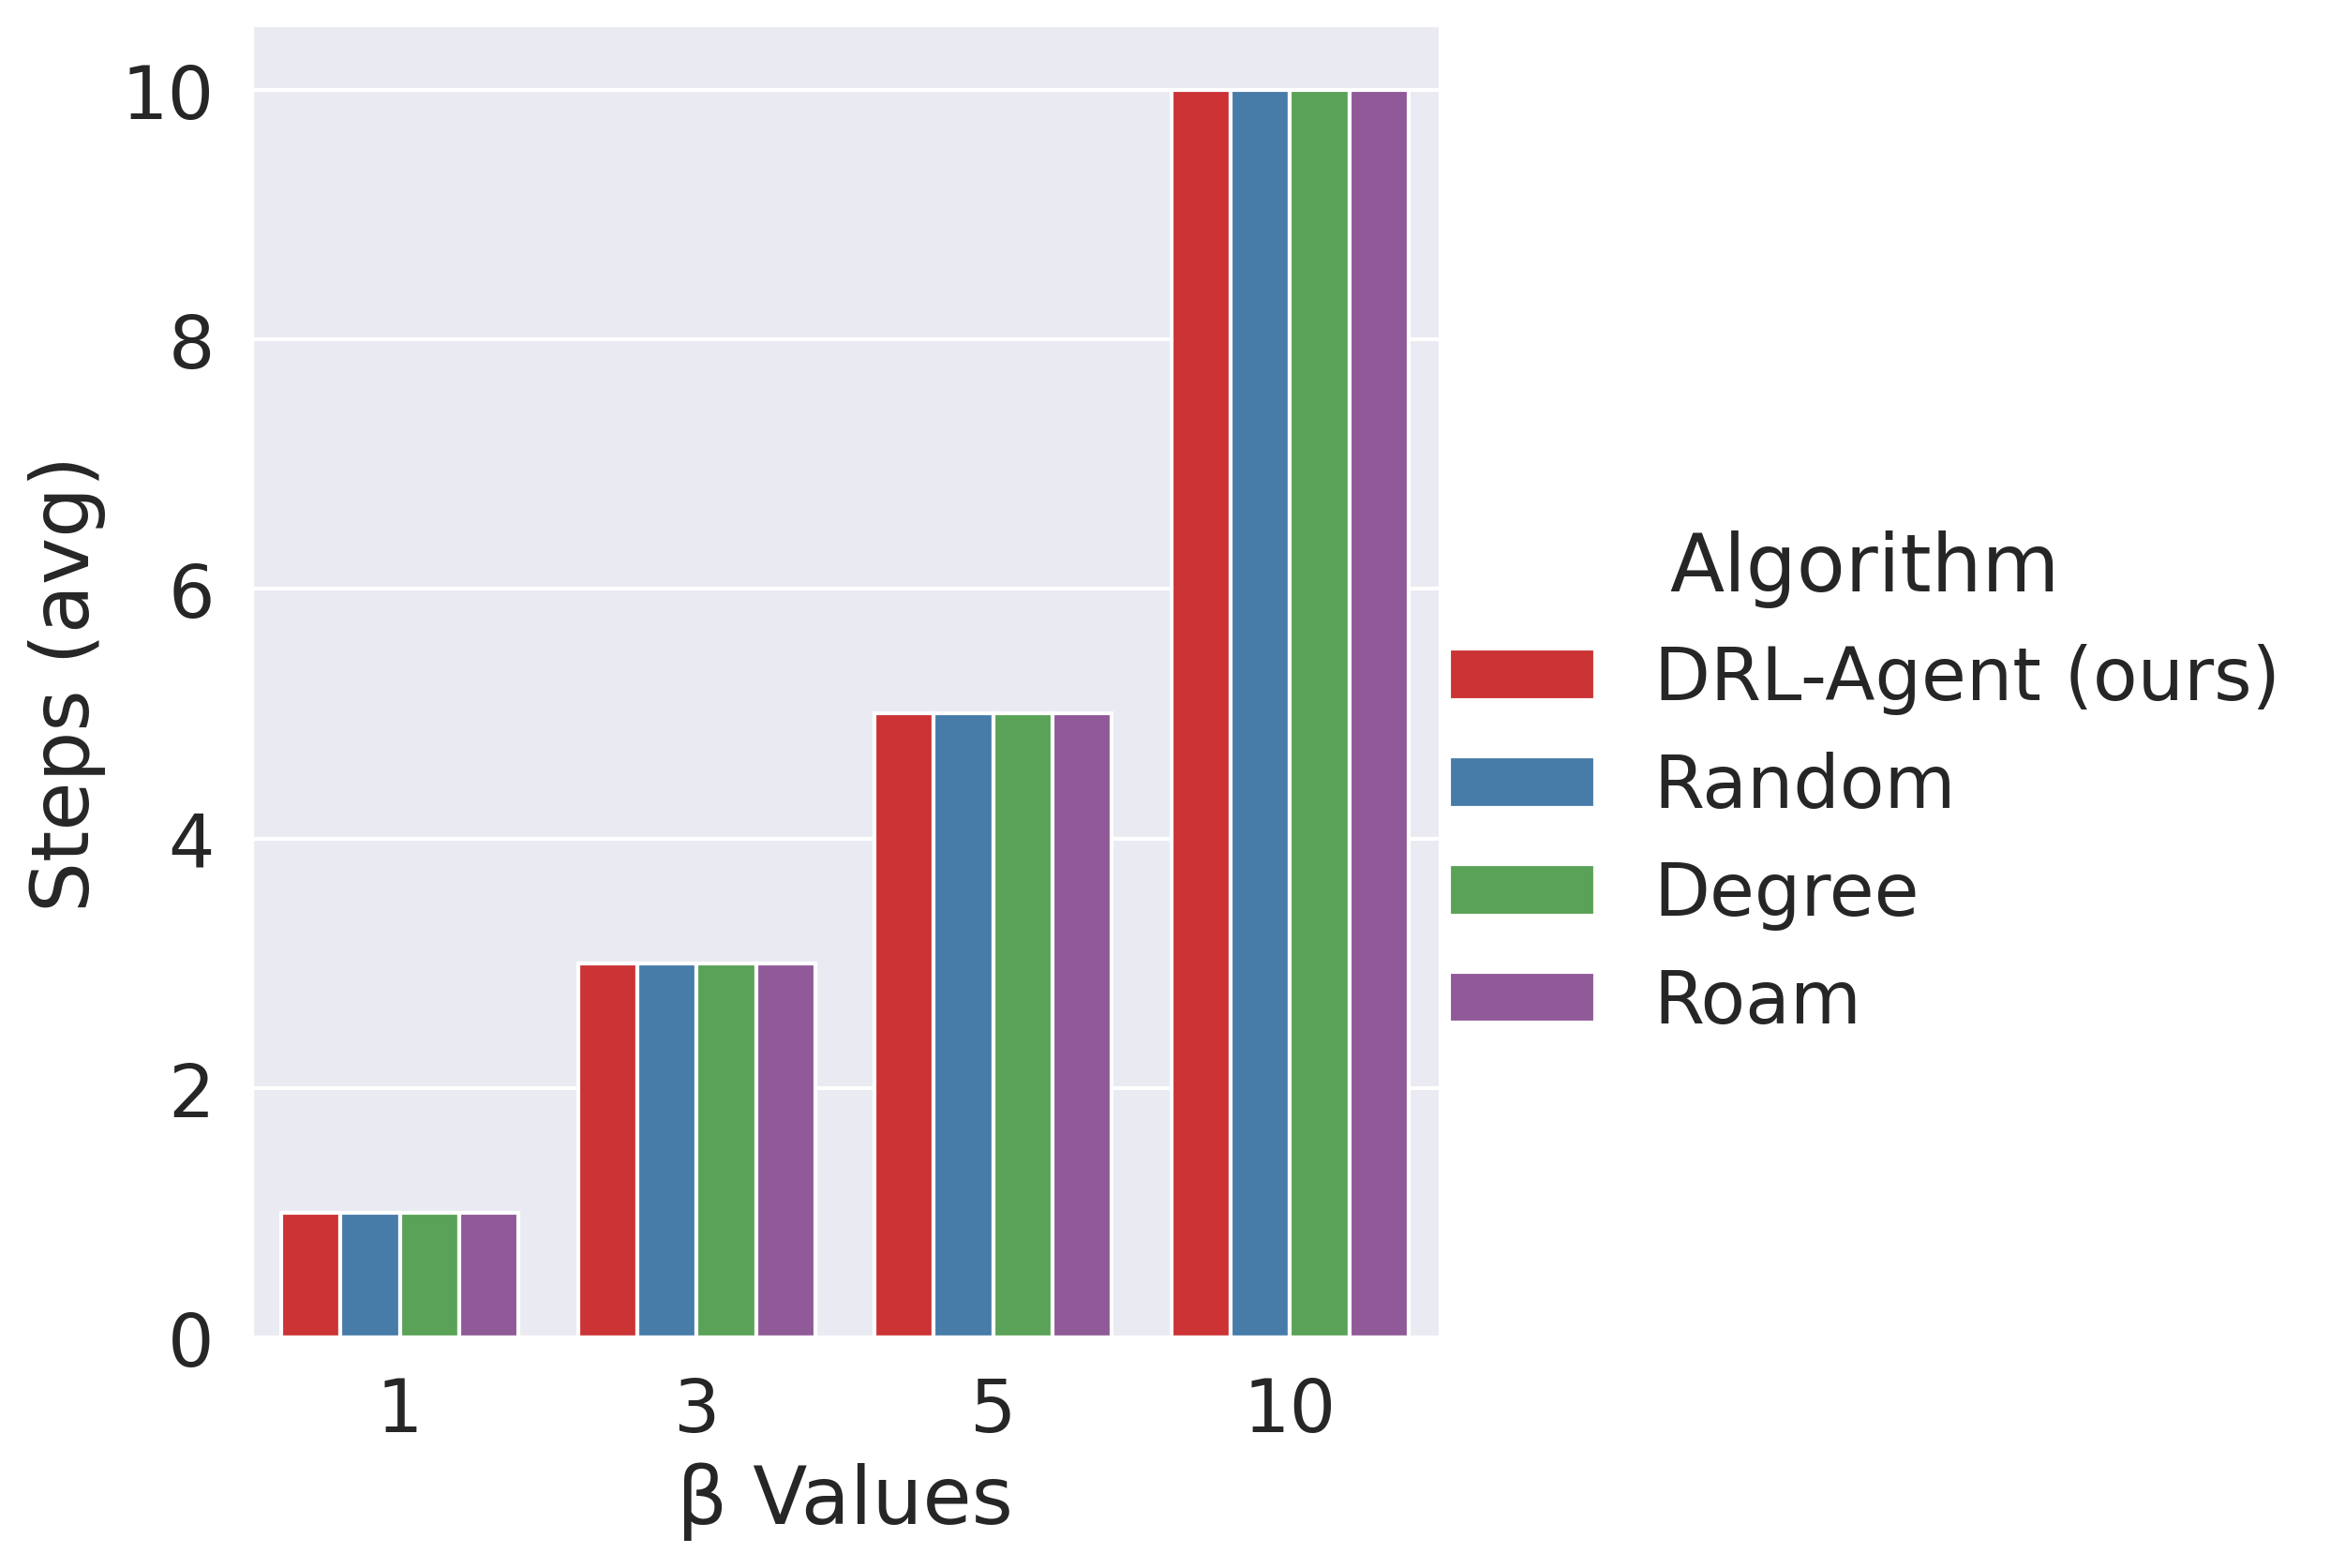 10
8
6
4
2
0
Steps (avg)
1 3 5 10
β Values
Algorithm
DRL-Agent (ours)
Random
Degree
Roam